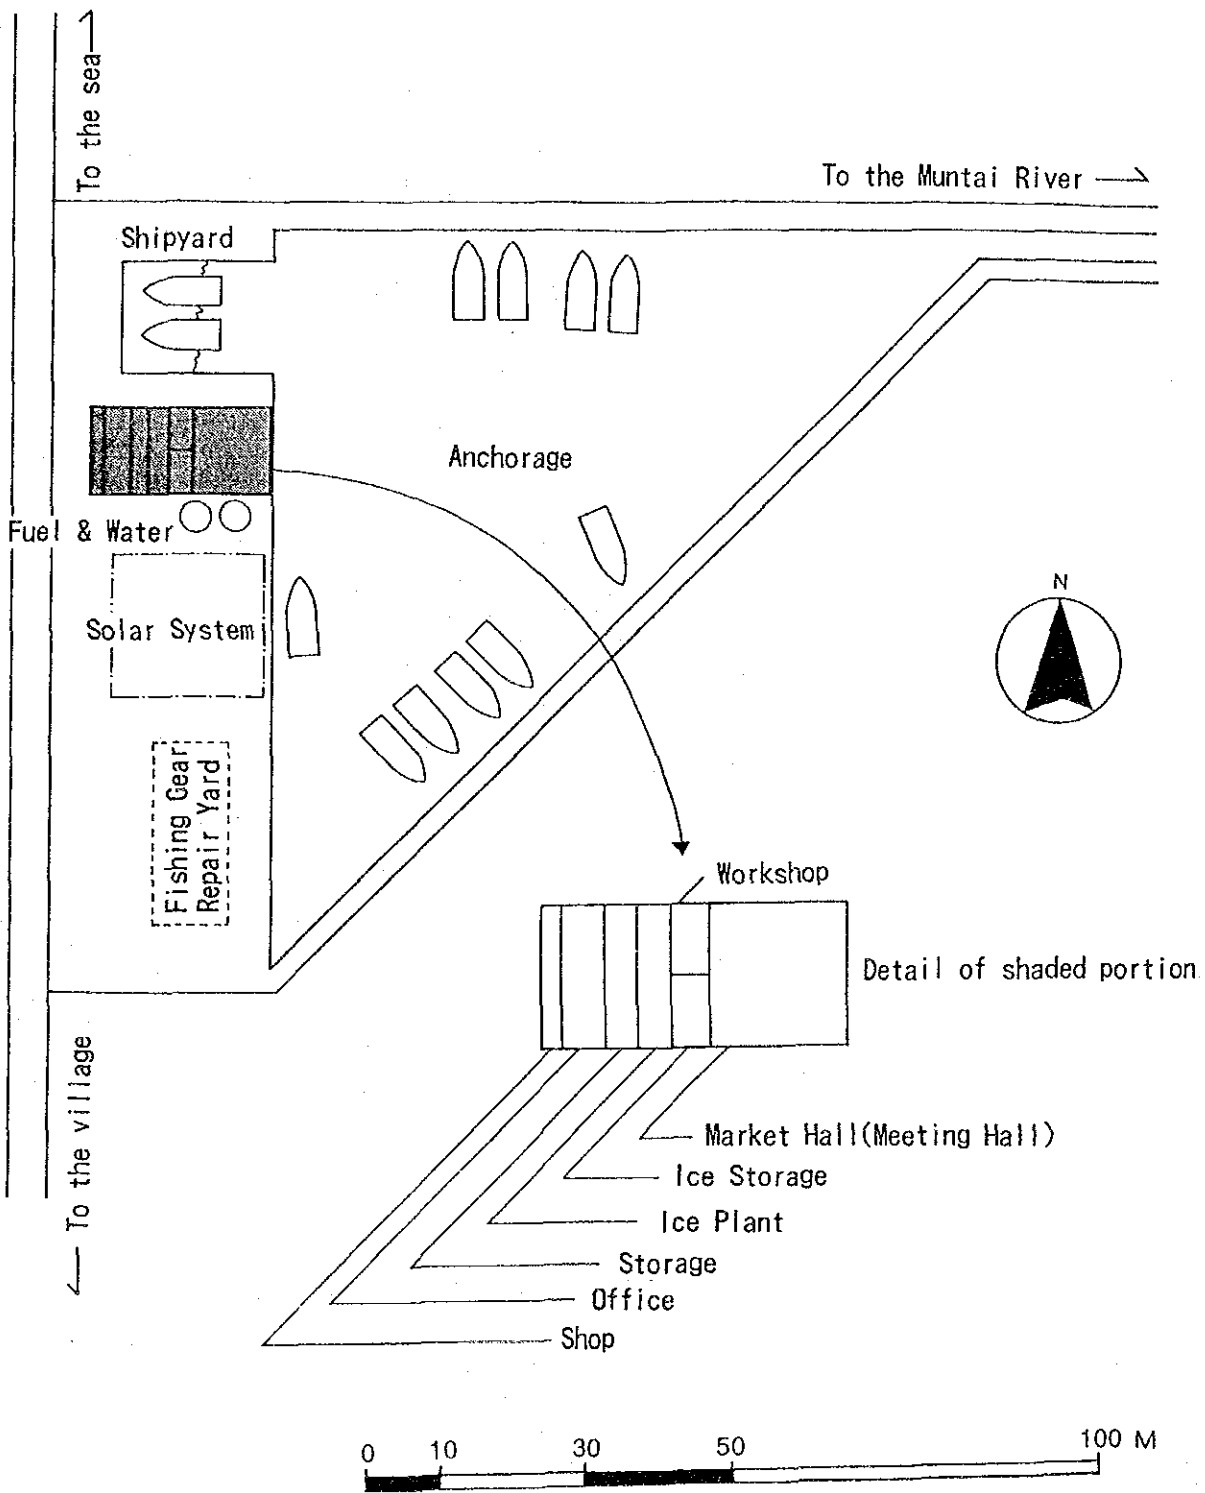 To the sea
To the Muntai River
Shipyard
Anchorage
Fuel & Water
Solar System
N
Fishing Gear
Repair Yard
Workshop
Detail of shaded portion
To the village
Market Hall(Meeting Hall)
Ice Storage
Ice Plant
Storage
Office
Shop
0 10 30 50 100 M